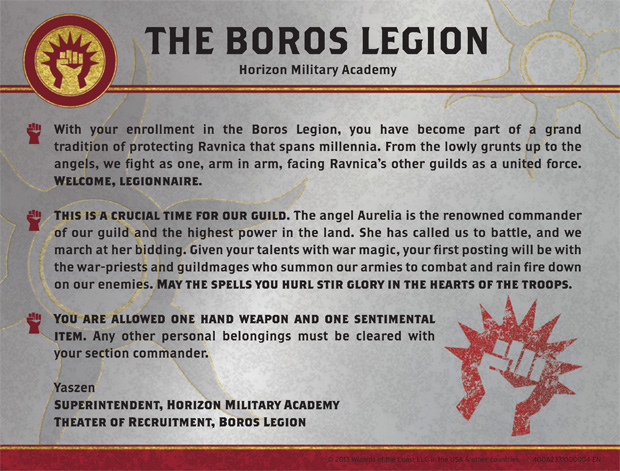 THE BOROS LEGION
Horizon Military Academy
With your enrollment in the Boros Legion, you have become part of a grand
tradition of protecting Ravnica that spans millennia. From the lowly grunts up to the
angels, we fight as one, arm in arm, facing Ravnica's other guilds as a united force.
WELCOME, LEGIONNAIRE.
THIS IS A CRUCIAL TIME FOR OUR GUILD. The angel Aurelia is the renowned commander
of our guild and the highest power in the land. She has called us to battle, and we
march at her bidding. Given your talents with war magic, your first posting will be with
the war-priests and guildmages who summon our armies to combat and rain fire down
on our enemies. MAY THE SPELLS YOU HURL STIR GLORY IN THE HEARTS OF THE TROOPS.
YOU ARE ALLOWED ONE HAND WEAPON AND ONE SENTIMENTAL
ITEM. Any other personal belongings must be cleared with
your section commander.
Yaszen
SUPERINTENDENT, HORIZON MILITARY ACADEMY
THEATER OF RECRUITMENT, BOROS LEGION
Wizards of the Coast LLC in the USA